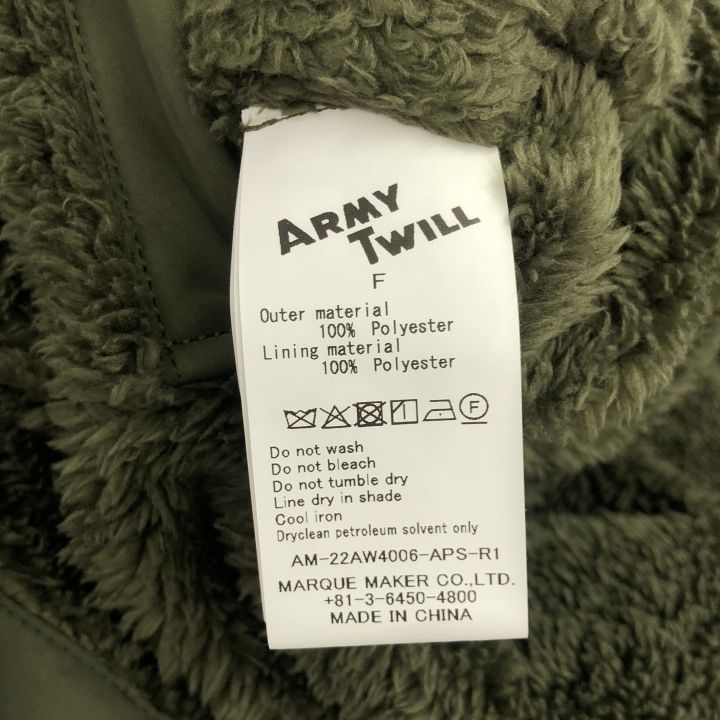 ARMY
TWILL
F
Outer material
100% Polyester
Lining material
100% Polyester
F
Do not wash
Do not bleach
Do not tumble dry
Line dry in shade
Cool iron
Dryclean petroleum solvent only
AM-22AW4006-APS-R1
MARQUE MAKER CO.,LTD.
+81-3-6450-4800
MADE IN CHINA